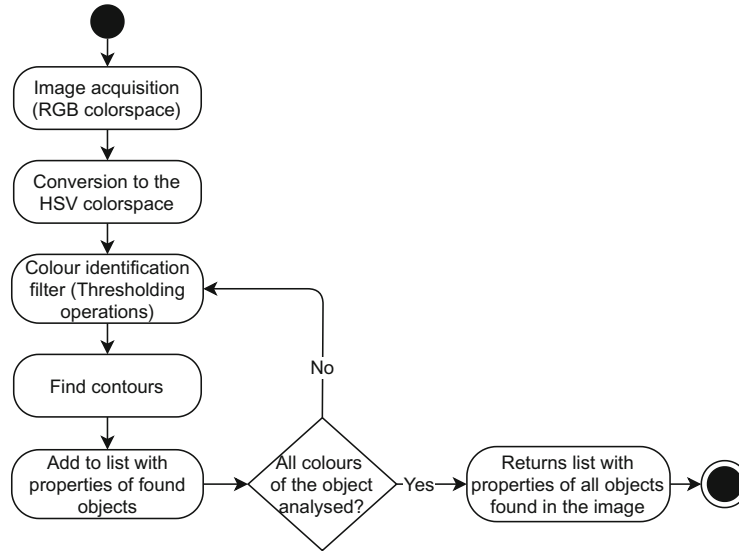 Image acquisition
(RGB colorspace)
Conversion to the
HSV colorspace
Colour identification
filter (Thresholding
operations)
Find contours
Add to list with
properties of found
objects
No
All colours
of the object
analysed?
Yes
Returns list with
properties of all objects
found in the image